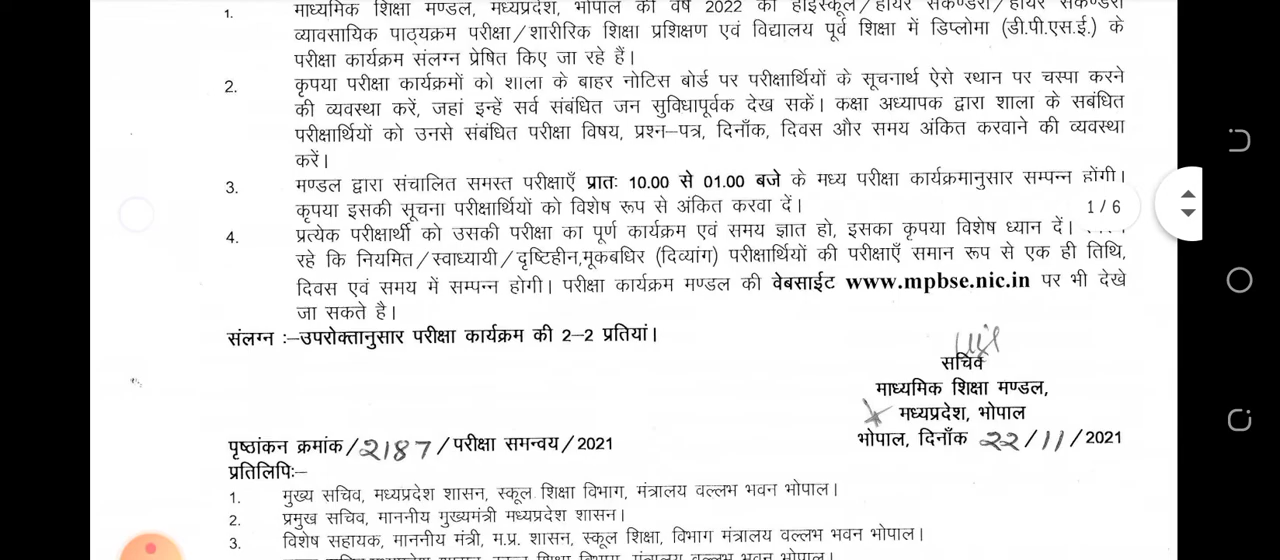 1. माध्यमिक शिक्षा मण्डल, मध्यप्रदेश, भोपाल की वर्ष 2022 की हाईस्कूल/हायर सेकेण्डरी/हायर सेकेण्डरी
व्यावसायिक पाठ्यक्रम परीक्षा/शारीरिक शिक्षा प्रशिक्षण एवं विद्यालय पूर्व शिक्षा में डिप्लोमा (डी.पी.एस.ई.) के
परीक्षा कार्यक्रम संलग्न प्रेषित किए जा रहे हैं।
2. कृपया परीक्षा कार्यक्रमों को शाला के बाहर नोटिस बोर्ड पर परीक्षार्थियों के सूचनार्थ ऐसे स्थान पर चस्पा करने
की व्यवस्था करें, जहां इन्हें सर्व संबंधित जन सुविधापूर्वक देख सकें। कक्षा अध्यापक द्वारा शाला के सबंधित
परीक्षार्थियों को उनसे संबंधित परीक्षा विषय, प्रश्न–पत्र, दिनाँक, दिवस और समय अंकित करवाने की व्यवस्था
करें।
3. मण्डल द्वारा संचालित समस्त परीक्षाएँ प्रातः 10.00 से 01.00 बजे के मध्य परीक्षा कार्यक्रमानुसार सम्पन्न होंगी।
कृपया इसकी सूचना परीक्षार्थियों को विशेष रूप से अंकित करवा दें।
1 / 6
4. प्रत्येक परीक्षार्थी को उसकी परीक्षा का पूर्ण कार्यक्रम एवं समय ज्ञात हो, इसका कृपया विशेष ध्यान दें।
रहे कि नियमित/स्वाध्यायी/दृष्टिहीन,मूकबधिर (दिव्यांग) परीक्षार्थियों की परीक्षाएँ समान रूप से एक ही तिथि,
दिवस एवं समय में सम्पन्न होगी। परीक्षा कार्यक्रम मण्डल की वेबसाईट www.mpbse.nic.in पर भी देखे
जा सकते है।
संलग्न :–उपरोक्तानुसार परीक्षा कार्यक्रम की 2–2 प्रतियां।
सचिव
माध्यमिक शिक्षा मण्डल,
मध्यप्रदेश, भोपाल
पृष्ठांकन क्रमांक/2187/परीक्षा समन्वय/2021
भोपाल, दिनाँक 22/11/2021
प्रतिलिपिः–
1. मुख्य सचिव, मध्यप्रदेश शासन, स्कूल शिक्षा विभाग, मंत्रालय वल्लभ भवन भोपाल।
2. प्रमुख सचिव, माननीय मुख्यमंत्री मध्यप्रदेश शासन।
3. विशेष सहायक, माननीय मंत्री, म.प्र. शासन, स्कूल शिक्षा, विभाग मंत्रालय वल्लभ भवन भोपाल।